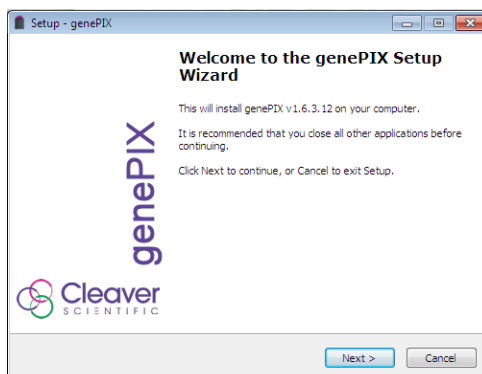 Setup - genePIX
Welcome to the genePIX Setup
Wizard
This will install genePIX v1.6.3.12 on your computer.
It is recommended that you close all other applications before
continuing.
Click Next to continue, or Cancel to exit Setup.
genePIX
Cleaver
SCIENTIFIC
Next >
Cancel